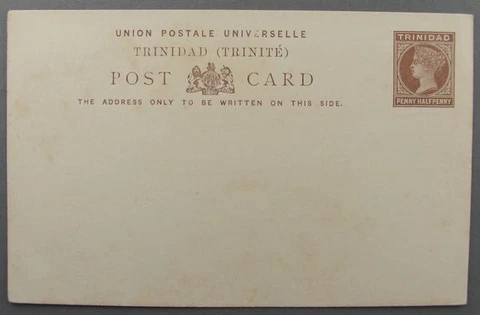 UNION POSTALE UNIVERSELLE
TRINIDAD (TRINITÉ)
POST CARD
THE ADDRESS ONLY TO BE WRITTEN ON THIS SIDE.
TRINIDAD
PENNY HALFPENNY